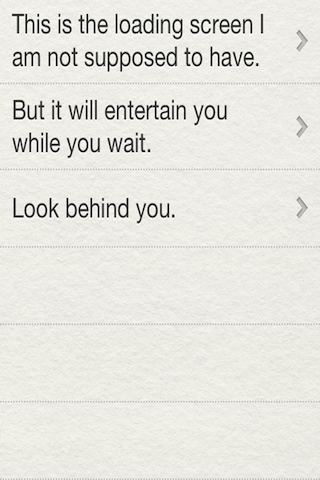 This is the loading screen I
am not supposed to have.
But it will entertain you
while you wait.
Look behind you.